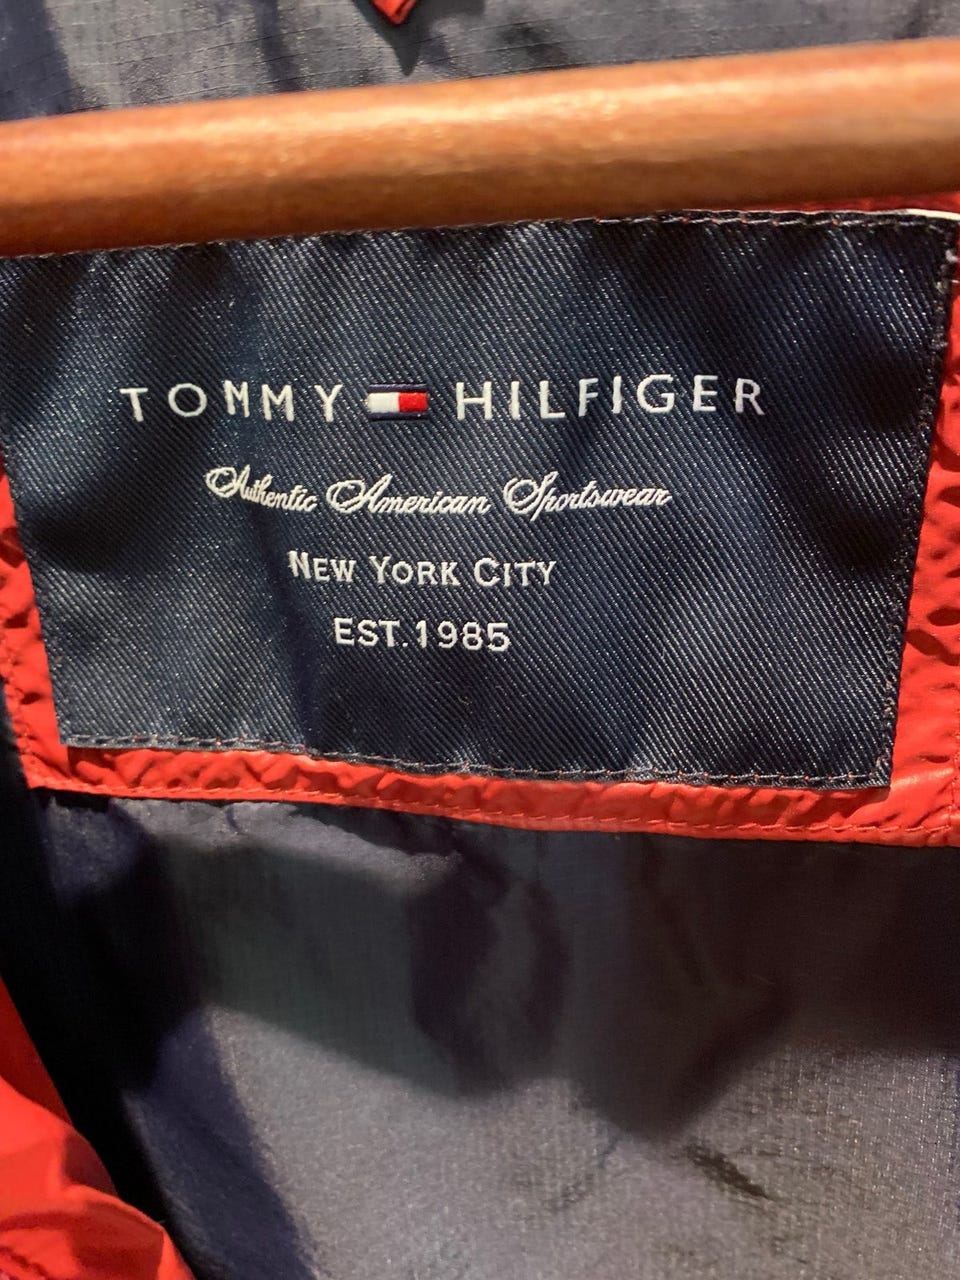 TOMMY HILFIGER
Authentic American Sportswear
NEW YORK CITY
EST.1985